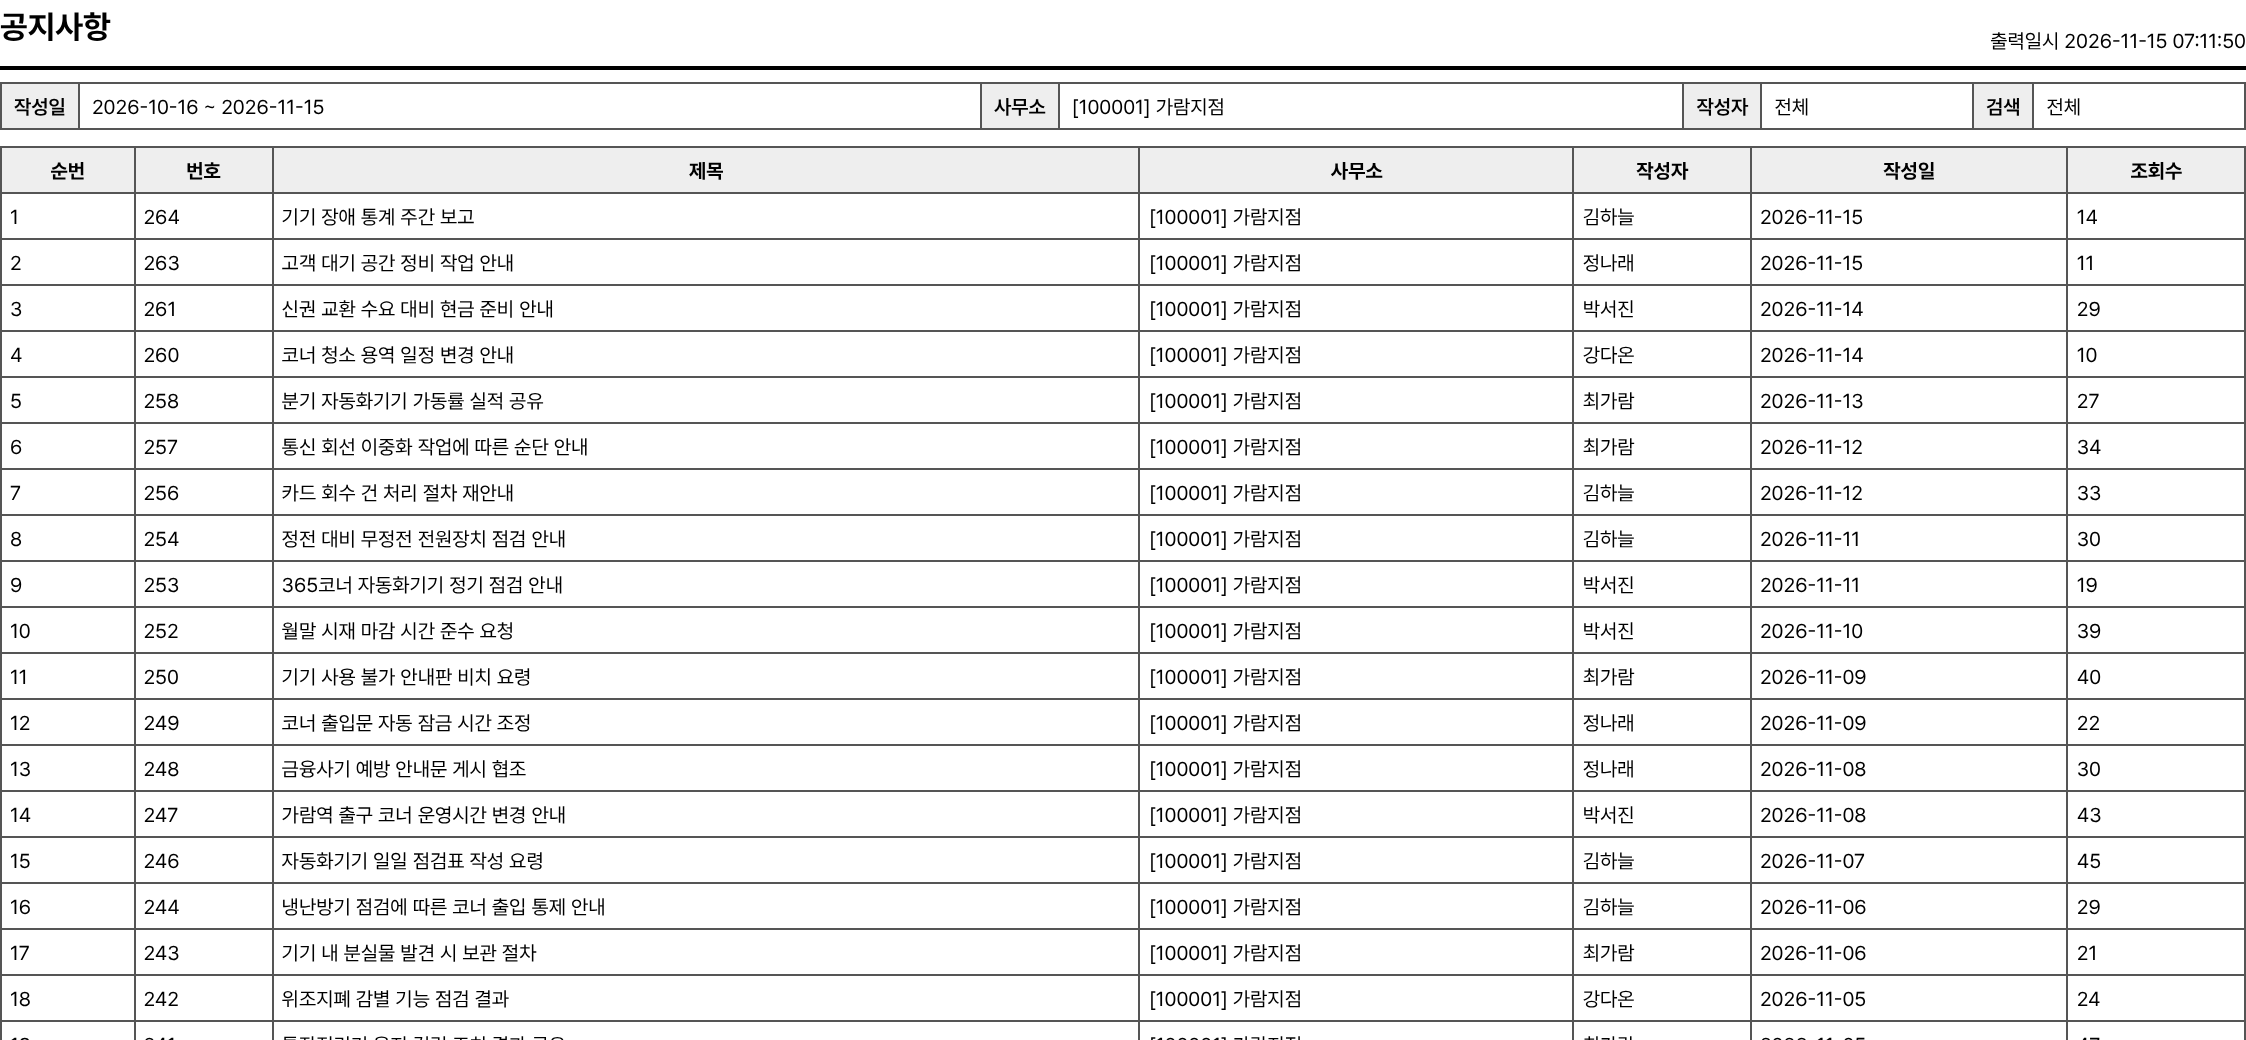 공지사항
출력일시 2026-11-15 07:11:50
작성일 2026-10-16 ~ 2026-11-15 사무소 [100001] 가람지점 작성자 전체 검색 전체
순번 번호 제목 사무소 작성자 작성일 조회수
1 264 기기 장애 통계 주간 보고 [100001] 가람지점 김하늘 2026-11-15 14
2 263 고객 대기 공간 정비 작업 안내 [100001] 가람지점 정나래 2026-11-15 11
3 261 신권 교환 수요 대비 현금 준비 안내 [100001] 가람지점 박서진 2026-11-14 29
4 260 코너 청소 용역 일정 변경 안내 [100001] 가람지점 강다온 2026-11-14 10
5 258 분기 자동화기기 가동률 실적 공유 [100001] 가람지점 최가람 2026-11-13 27
6 257 통신 회선 이중화 작업에 따른 순단 안내 [100001] 가람지점 최가람 2026-11-12 34
7 256 카드 회수 건 처리 절차 재안내 [100001] 가람지점 김하늘 2026-11-12 33
8 254 정전 대비 무정전 전원장치 점검 안내 [100001] 가람지점 김하늘 2026-11-11 30
9 253 365코너 자동화기기 정기 점검 안내 [100001] 가람지점 박서진 2026-11-11 19
10 252 월말 시재 마감 시간 준수 요청 [100001] 가람지점 박서진 2026-11-10 39
11 250 기기 사용 불가 안내판 비치 요령 [100001] 가람지점 최가람 2026-11-09 40
12 249 코너 출입문 자동 잠금 시간 조정 [100001] 가람지점 정나래 2026-11-09 22
13 248 금융사기 예방 안내문 게시 협조 [100001] 가람지점 정나래 2026-11-08 30
14 247 가람역 출구 코너 운영시간 변경 안내 [100001] 가람지점 박서진 2026-11-08 43
15 246 자동화기기 일일 점검표 작성 요령 [100001] 가람지점 김하늘 2026-11-07 45
16 244 냉난방기 점검에 따른 코너 출입 통제 안내 [100001] 가람지점 김하늘 2026-11-06 29
17 243 기기 내 분실물 발견 시 보관 절차 [100001] 가람지점 최가람 2026-11-06 21
18 242 위조지폐 감별 기능 점검 결과 [100001] 가람지점 강다온 2026-11-05 24